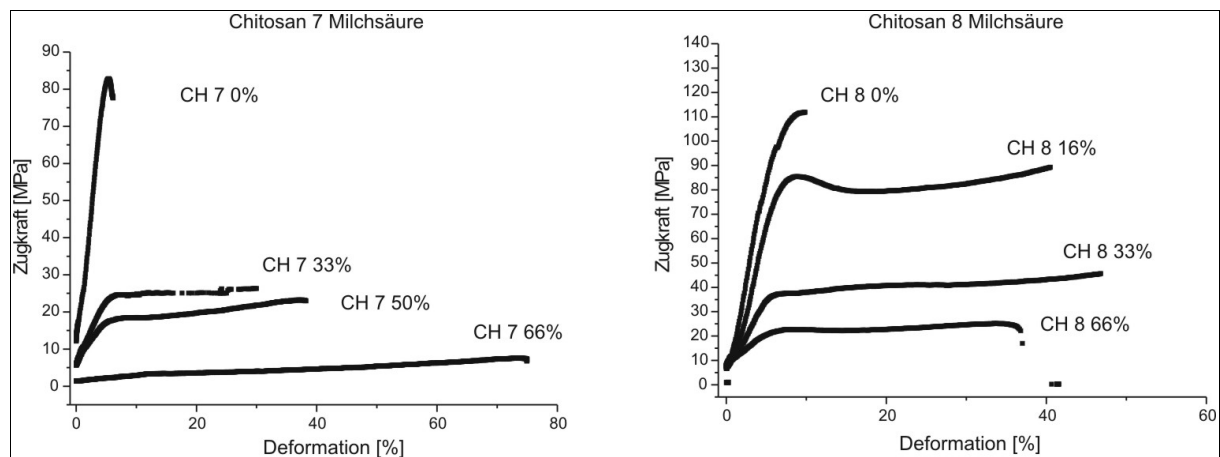 Chitosan 7 Milchsäure
90
80
70
60
50
40
30
20
10
0
Zugkraft [MPa]
CH 7 0%
CH 7 33%
CH 7 50%
CH 7 66%
0 20 40 60 80
Deformation [%]
Chitosan 8 Milchsäure
140
130
120
110
100
90
80
70
60
50
40
30
20
10
0
Zugkraft [MPa]
CH 8 0%
CH 8 16%
CH 8 33%
CH 8 66%
0 20 40 60
Deformation [%]